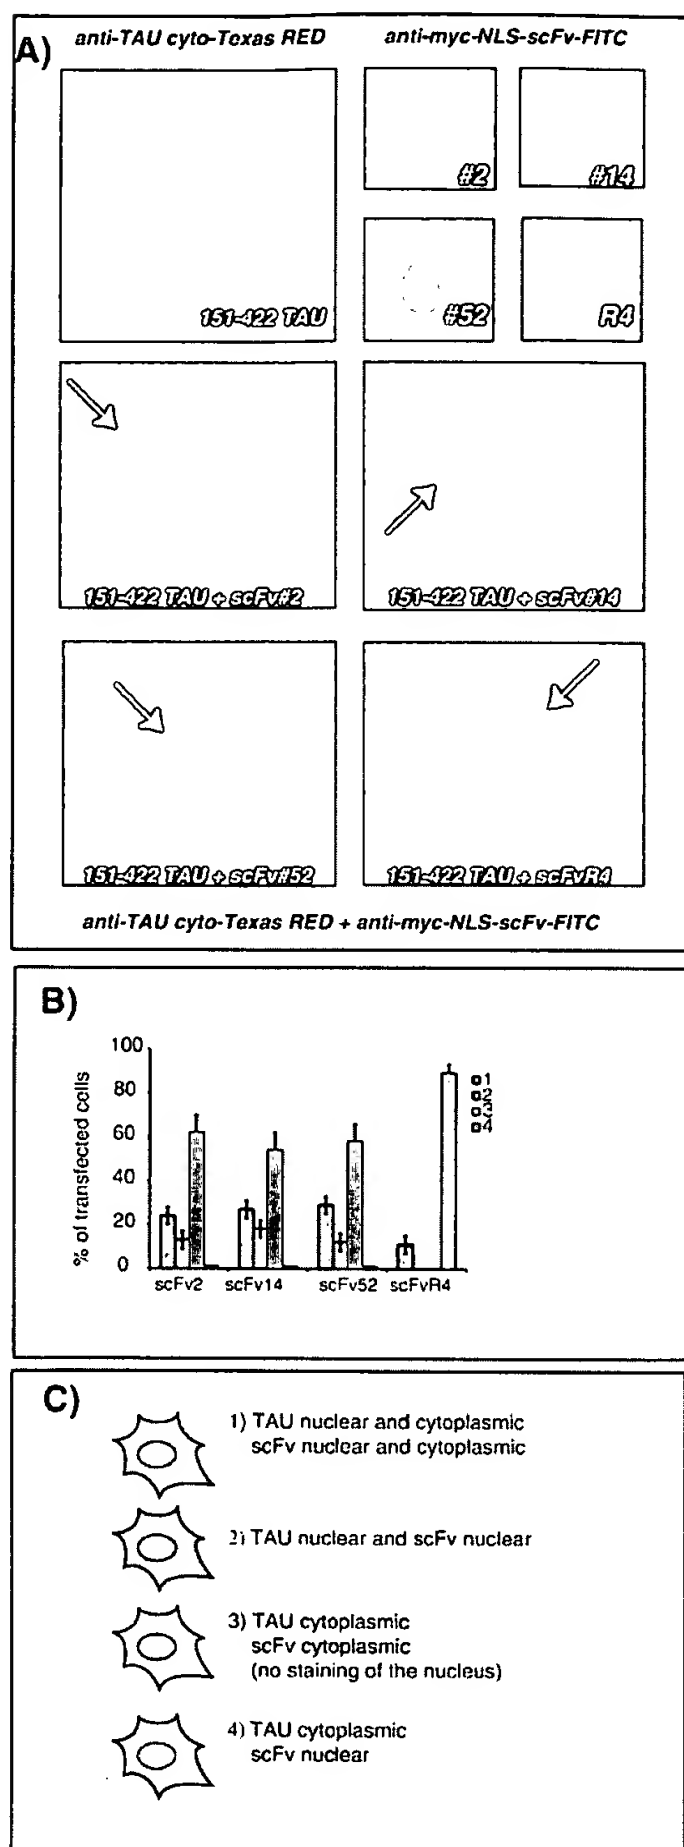 A)
anti-TAU cyto-Texas RED
anti-myc-NLS-scFv-FITC
151-422 TAU
#2
#14
#52
R4
151-422 TAU + scFv#2
151-422 TAU + scFv#14
151-422 TAU + scFv#52
151-422 TAU + scFvR4
anti-TAU cyto-Texas RED + anti-myc-NLS-scFv-FITC
B)
% of transfected cells
100
80
60
40
20
0
scFv2
scFv14
scFv52
scFvR4
1
2
3
4
C)
1) TAU nuclear and cytoplasmic
scFv nuclear and cytoplasmic
2) TAU nuclear and scFv nuclear
3) TAU cytoplasmic
scFv cytoplasmic
(no staining of the nucleus)
4) TAU cytoplasmic
scFv nuclear